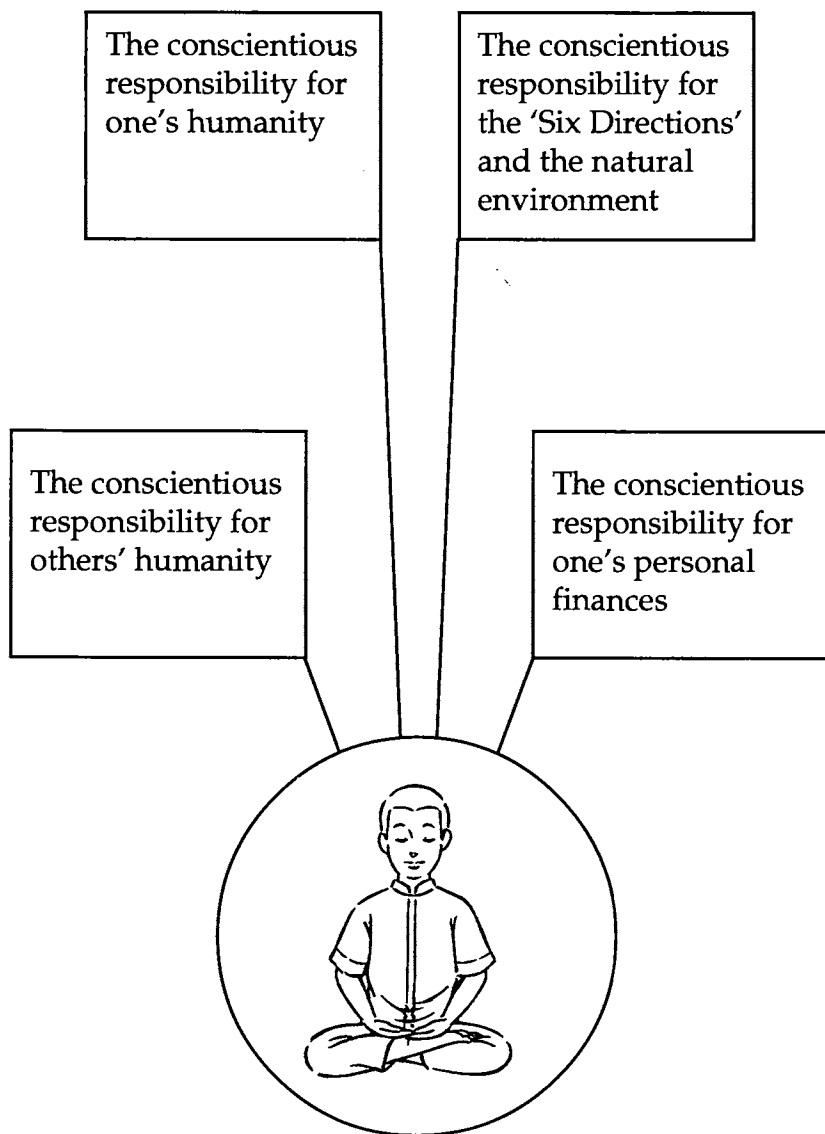 The conscientious
responsibility for
one's humanity
The conscientious
responsibility for
the ‘Six Directions’
and the natural
environment
The conscientious
responsibility for
others’ humanity
The conscientious
responsibility for
one's personal
finances